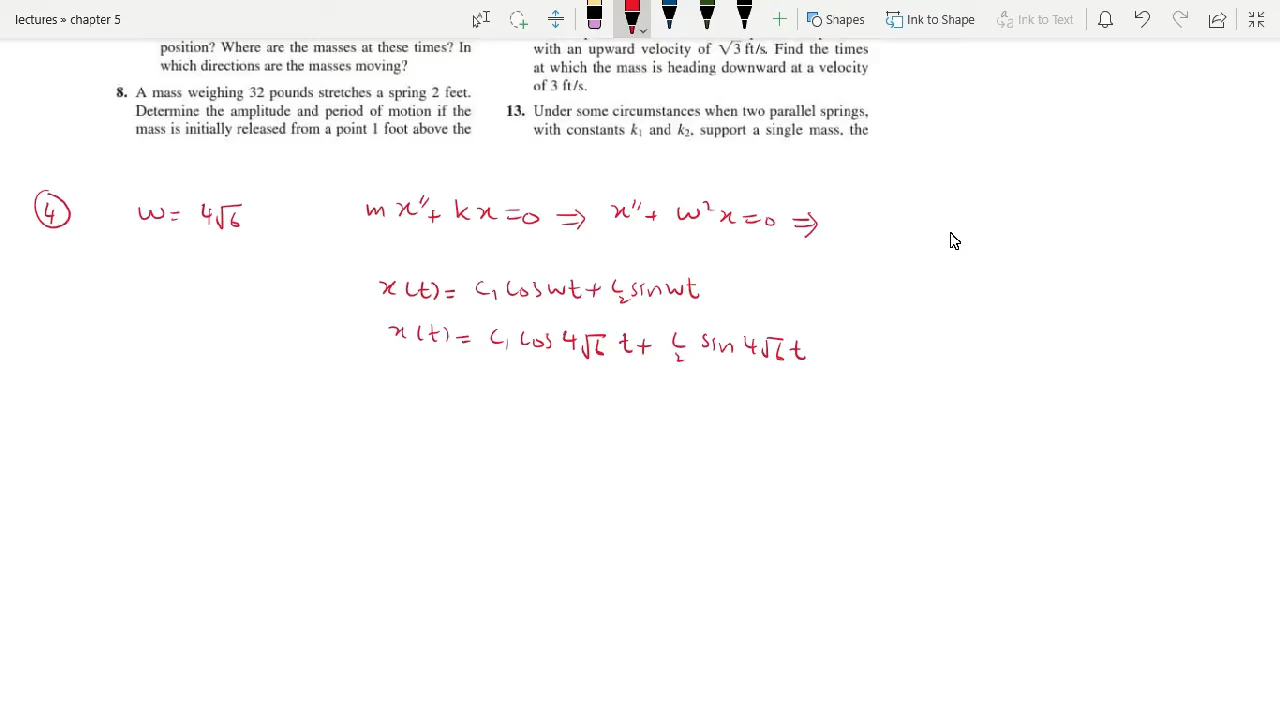 lectures » chapter 5
Shapes
Ink to Shape
Ink to Text
position? Where are the masses at these times? In
which directions are the masses moving?
8. A mass weighing 32 pounds stretches a spring 2 feet.
Determine the amplitude and period of motion if the
mass is initially released from a point 1 foot above the
with an upward velocity of √3 ft/s. Find the times
at which the mass is heading downward at a velocity
of 3 ft/s.
13. Under some circumstances when two parallel springs,
with constants k₁ and k₂, support a single mass, the
④ w = 4√6 m x'' + k x = 0 ⇒ x'' + w² x = 0 ⇒
x(t) = c₁ cos wt + c₂ sin wt
x(t) = c₁ cos 4√6 t + c₂ sin 4√6 t